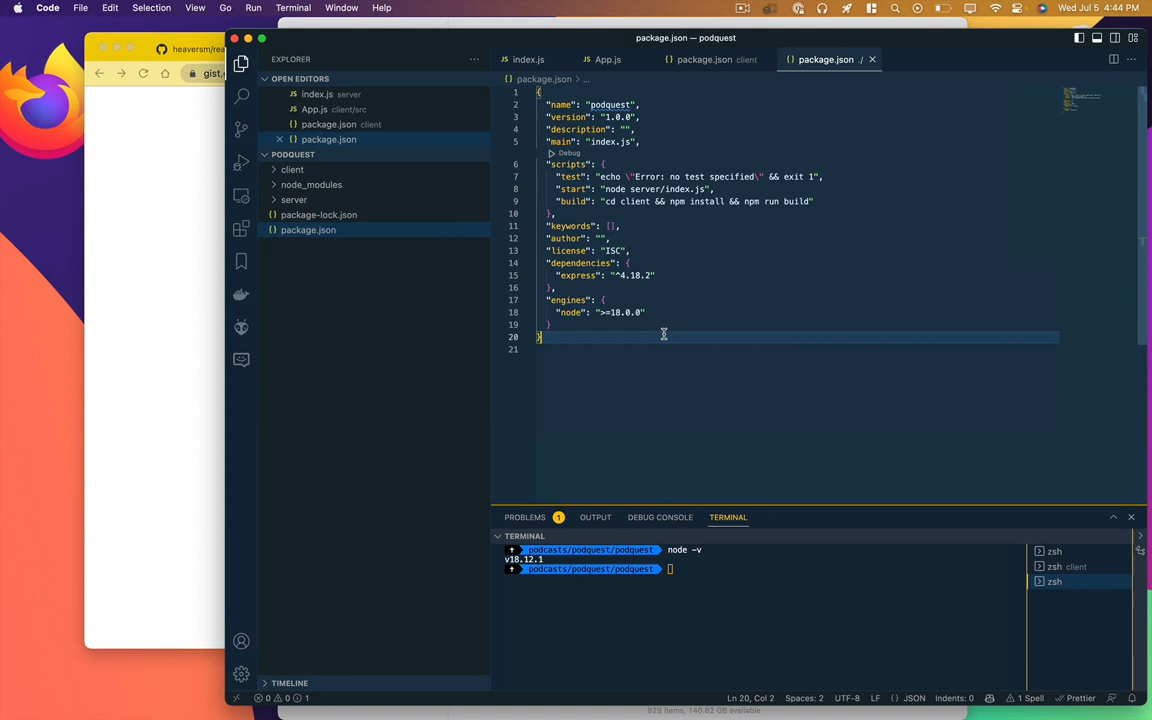 Code File Edit Selection View Go Run Terminal Window Help Wed Jul 5 4:44 PM
heaversm/rea
gist.g
package.json — podquest
EXPLORER
OPEN EDITORS
JS index.js server
JS App.js client/src
{} package.json client
{} package.json
PODQUEST
client
node_modules
server
{} package-lock.json
{} package.json
TIMELINE
JS index.js JS App.js {} package.json client {} package.json ./
{} package.json > ...
1 {
2 "name": "podquest",
3 "version": "1.0.0",
4 "description": "",
5 "main": "index.js",
Debug
6 "scripts": {
7 "test": "echo \"Error: no test specified\" && exit 1",
8 "start": "node server/index.js",
9 "build": "cd client && npm install && npm run build"
10 },
11 "keywords": [],
12 "author": "",
13 "license": "ISC",
14 "dependencies": {
15 "express": "^4.18.2"
16 },
17 "engines": {
18 "node": ">=18.0.0"
19 }
20 }
21
PROBLEMS 1 OUTPUT DEBUG CONSOLE TERMINAL
TERMINAL
podcasts/podquest/podquest node -v
v18.12.1
podcasts/podquest/podquest
zsh
zsh client
zsh
0 0 1 Ln 20, Col 2 Spaces: 2 UTF-8 LF {} JSON Indents: 0 1 Spell Prettier
829 items, 140.82 GB available